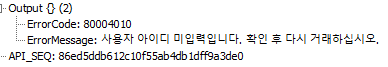 Output {} (2)
ErrorCode: 80004010
ErrorMessage: 사용자 아이디 미입력입니다. 확인 후 다시 거래하십시오.
API_SEQ: 86ed5ddb612c10f55ab4db1dff9a3de0